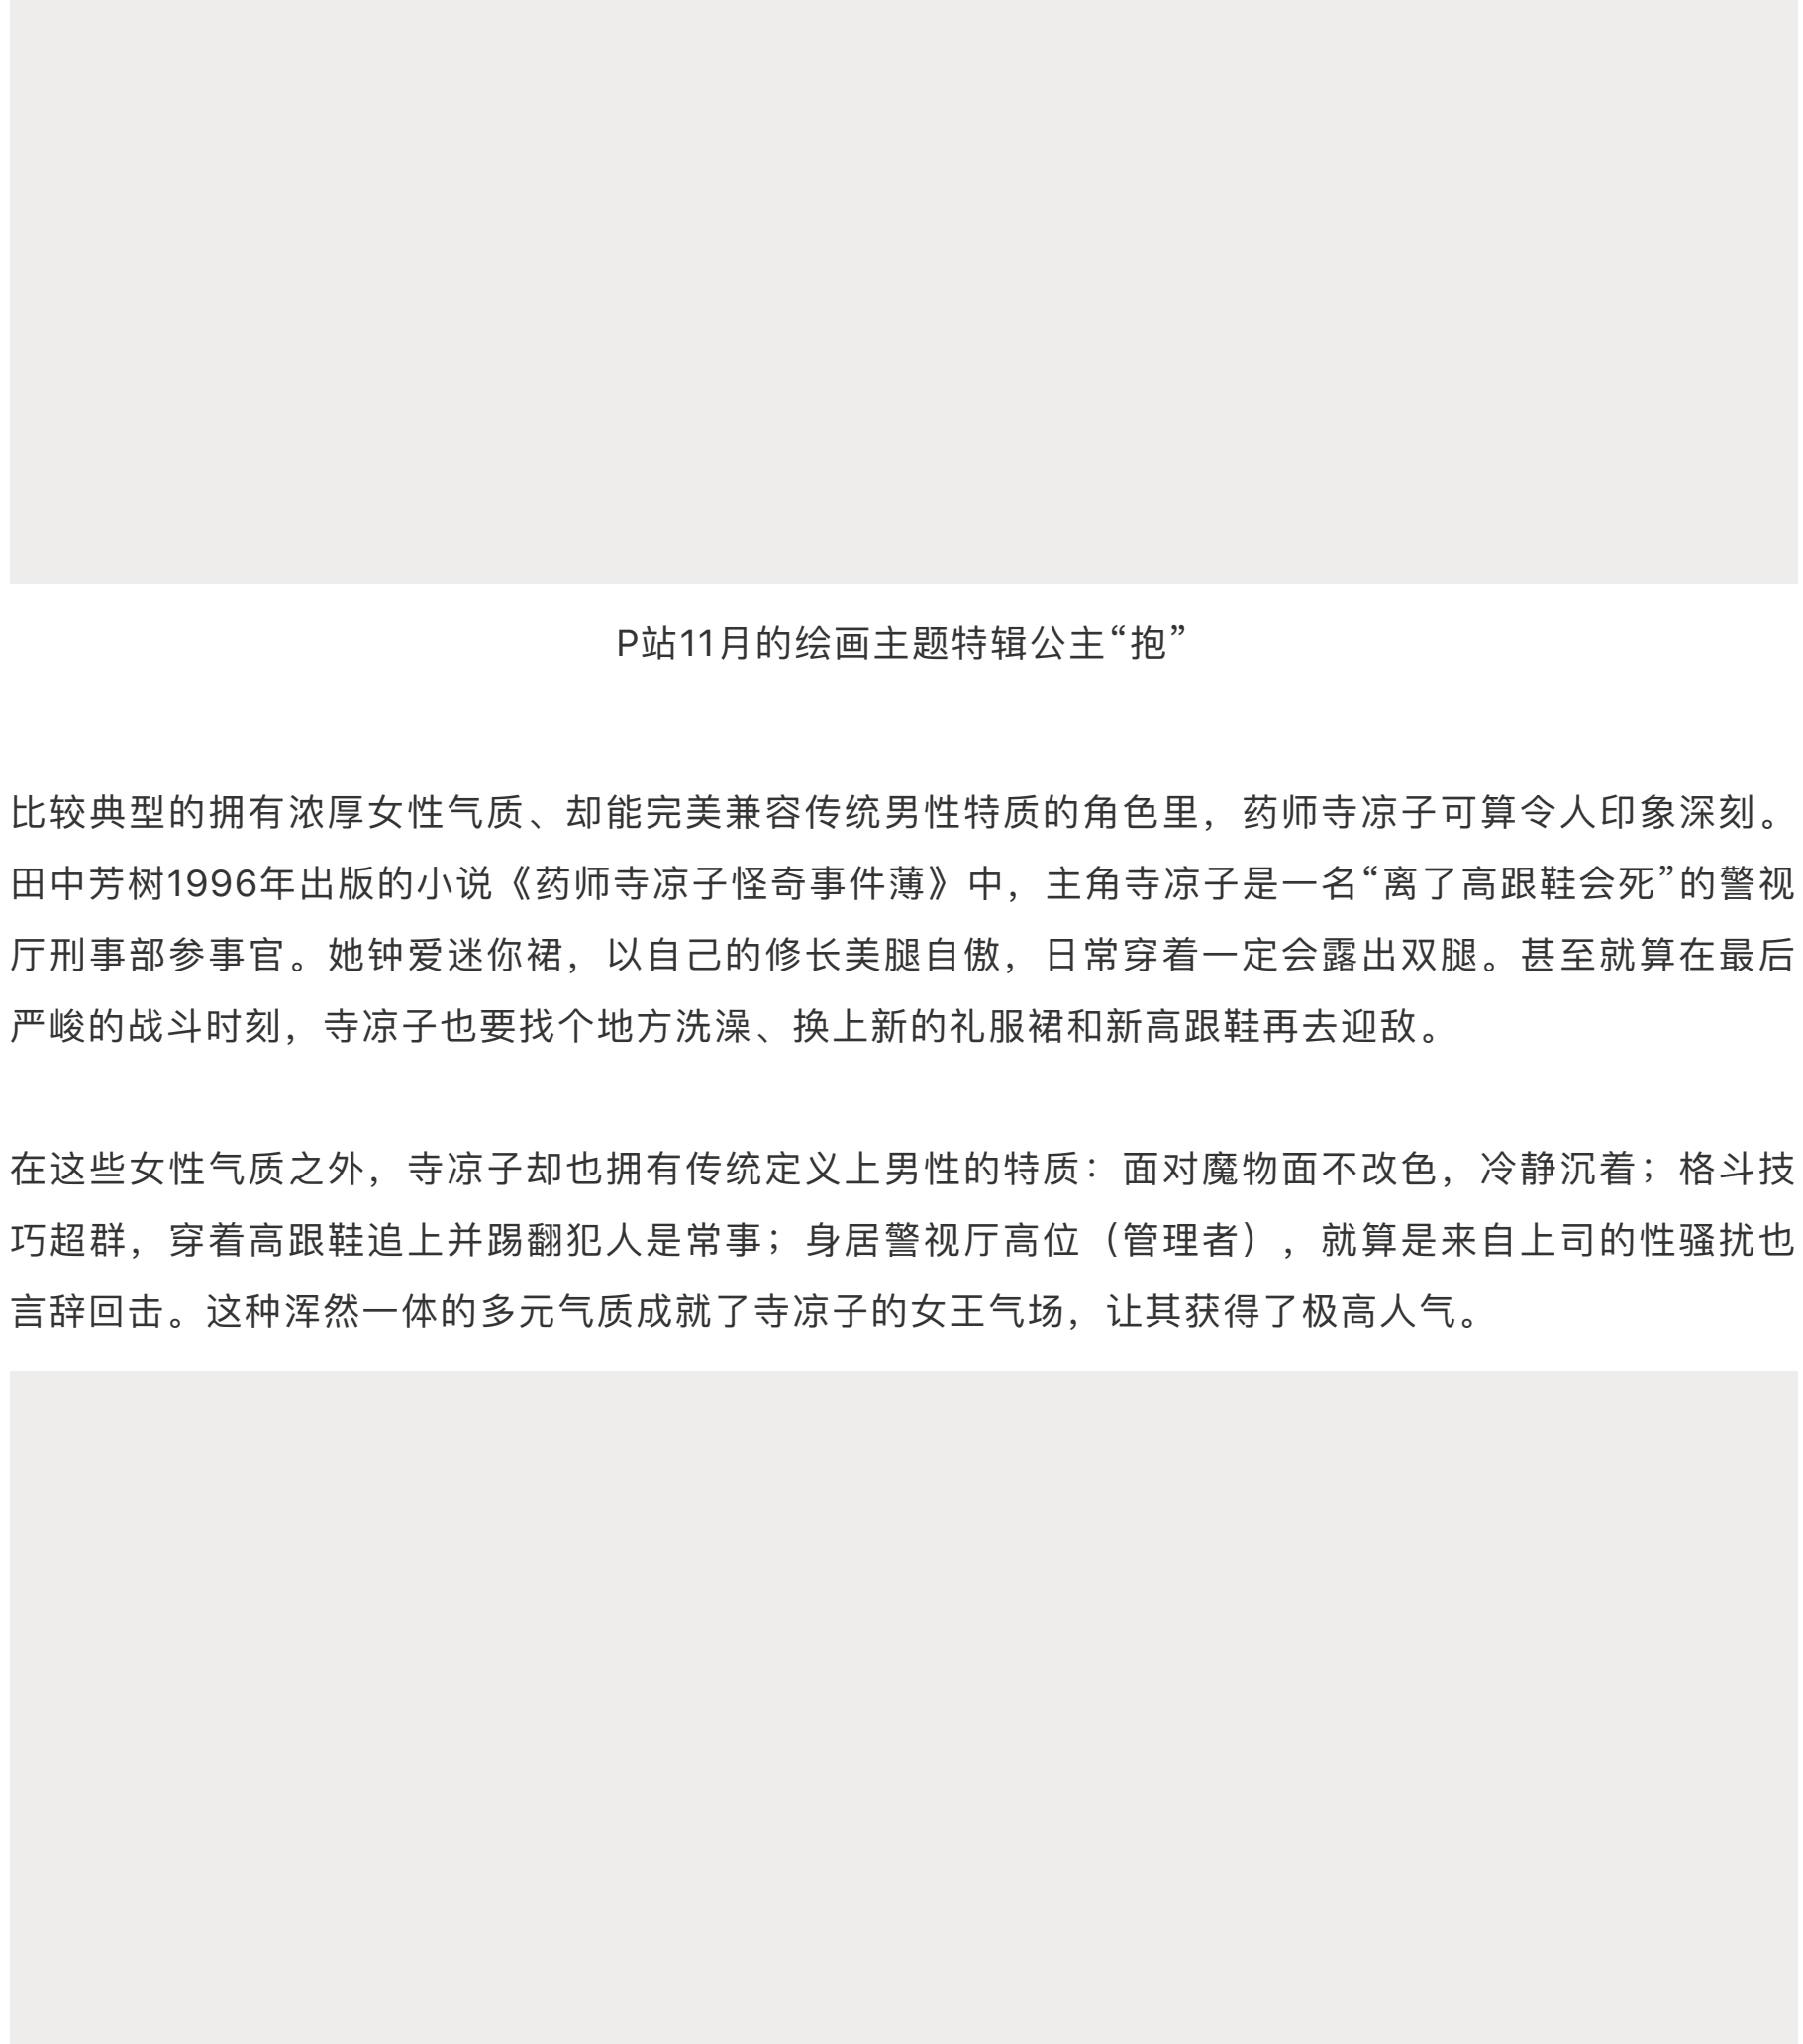 P站11月的绘画主题特辑公主“抱”
比较典型的拥有浓厚女性气质、却能完美兼容传统男性特质的角色里，药师寺凉子可算令人印象深刻。
田中芳树1996年出版的小说《药师寺凉子怪奇事件薄》中，主角寺凉子是一名“离了高跟鞋会死”的警视
厅刑事部参事官。她钟爱迷你裙，以自己的修长美腿自傲，日常穿着一定会露出双腿。甚至就算在最后
严峻的战斗时刻，寺凉子也要找个地方洗澡、换上新的礼服裙和新高跟鞋再去迎敌。
在这些女性气质之外，寺凉子却也拥有传统定义上男性的特质：面对魔物面不改色，冷静沉着；格斗技
巧超群，穿着高跟鞋追上并踢翻犯人是常事；身居警视厅高位（管理者），就算是来自上司的性骚扰也
言辞回击。这种浑然一体的多元气质成就了寺凉子的女王气场，让其获得了极高人气。